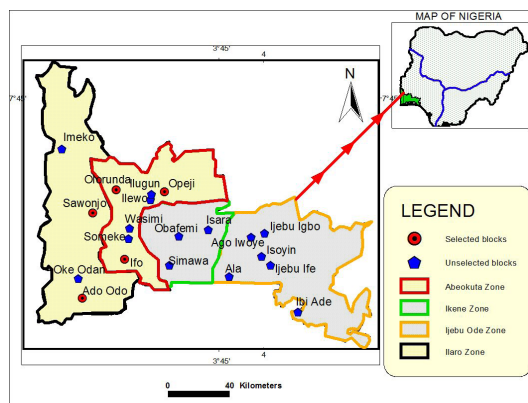 MAP OF NIGERIA
3°45' 4
7°45' 7°45'
N
Imeko
Olorunda Ilugun Opeji
Ilewo
Sawonjo
Wasimi Isara Ijebu Igbo
Somekea Obafemi Ago Iwoye
Isoyin
Ifo Simawa Ijebu Ife
Oke Odan Ala
Ado Odo Ibi Ade
3°45' 4
0 40 Kilometers
LEGEND
Selected blocks
Unselected blocks
Abeokuta Zone
Ikene Zone
Ijebu Ode Zone
Ilaro Zone